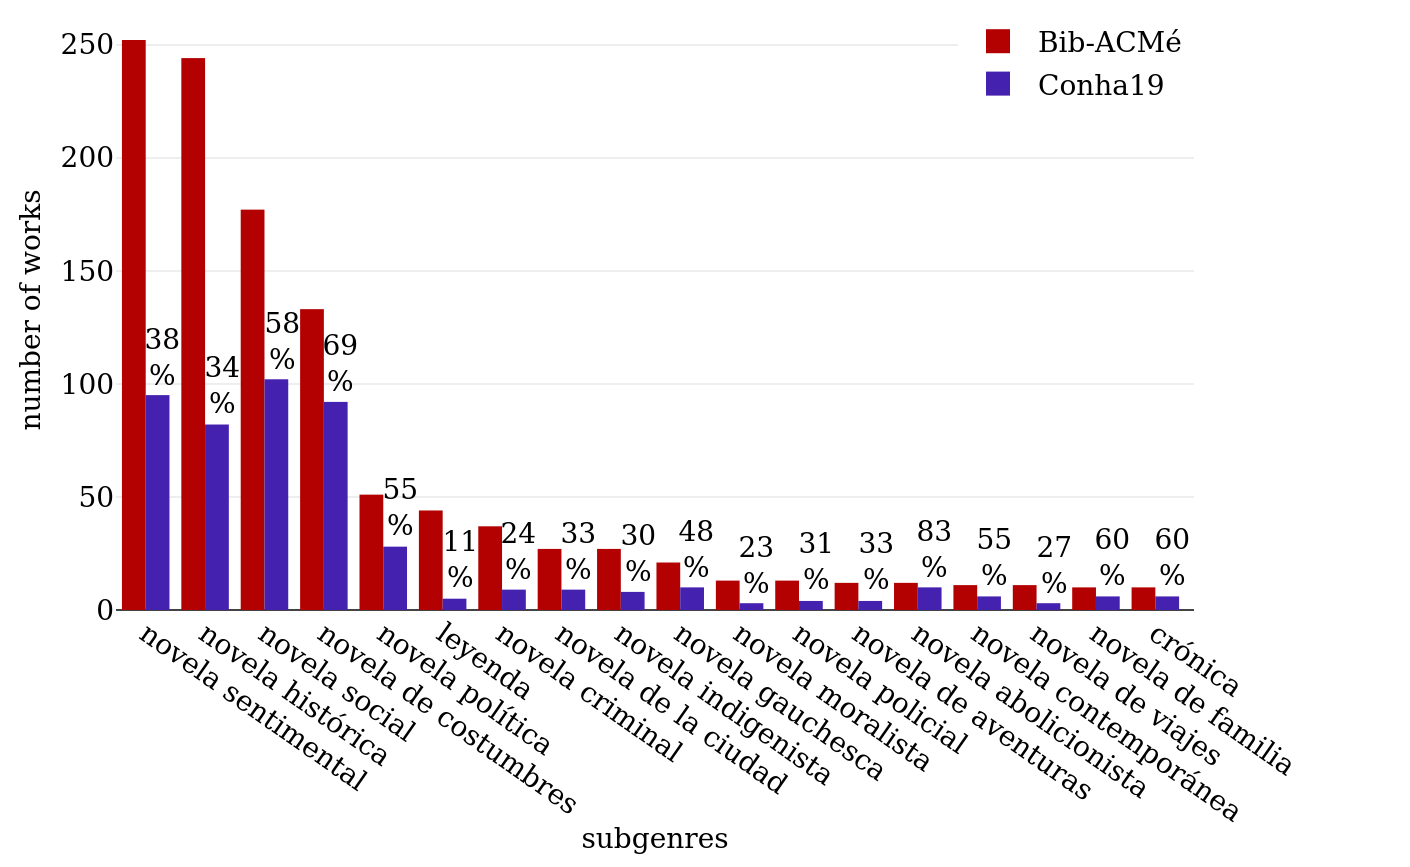 Bib-ACMé
Conha19
number of works
250
200
150
100
50
0
38
%
34
%
58
%
69
%
55
%
11
%
24
%
33
%
30
%
48
%
23
%
31
%
33
%
83
%
55
%
27
%
60
%
60
%
novela sentimental
novela histórica
novela social
novela de costumbres
novela política
leyenda
novela criminal
novela de la ciudad
novela indigenista
novela gauchesca
novela moralista
novela policial
novela de aventuras
novela abolicionista
novela contemporánea
novela de viajes
novela de familia
crónica
subgenres